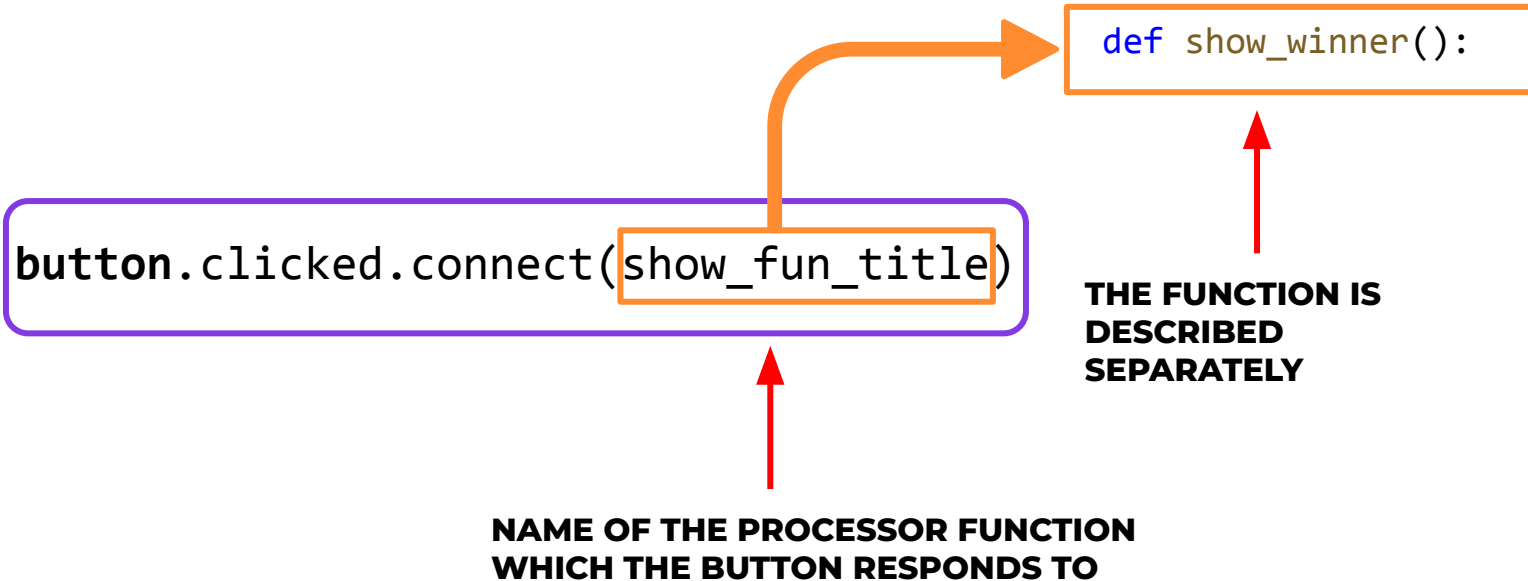 def show_winner():
button.clicked.connect(show_fun_title)
THE FUNCTION IS
DESCRIBED
SEPARATELY
NAME OF THE PROCESSOR FUNCTION
WHICH THE BUTTON RESPONDS TO